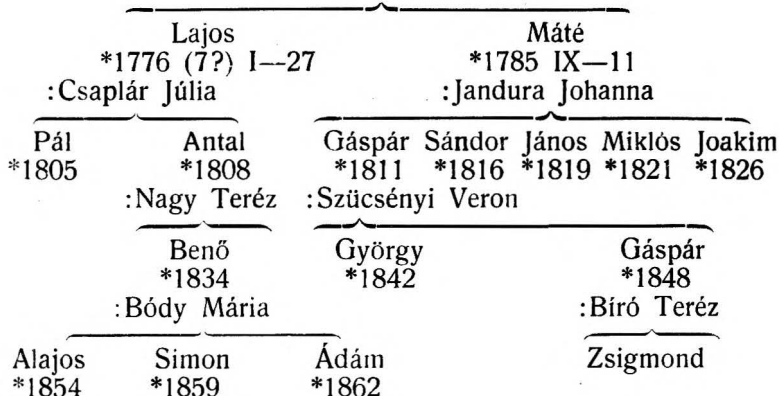 Lajos Máté
*1776 (7?) I—27 *1785 IX—11
:Csaplár Júlia :Jandura Johanna
Pál Antal Gáspár Sándor János Miklós Joakim
*1805 *1808 *1811 *1816 *1819 *1821 *1826
:Nagy Teréz :Szücsényi Veron
Benő György Gáspár
*1834 *1842 *1848
:Bódy Mária :Bíró Teréz
Alajos Simon Ádám Zsigmond
*1854 *1859 *1862